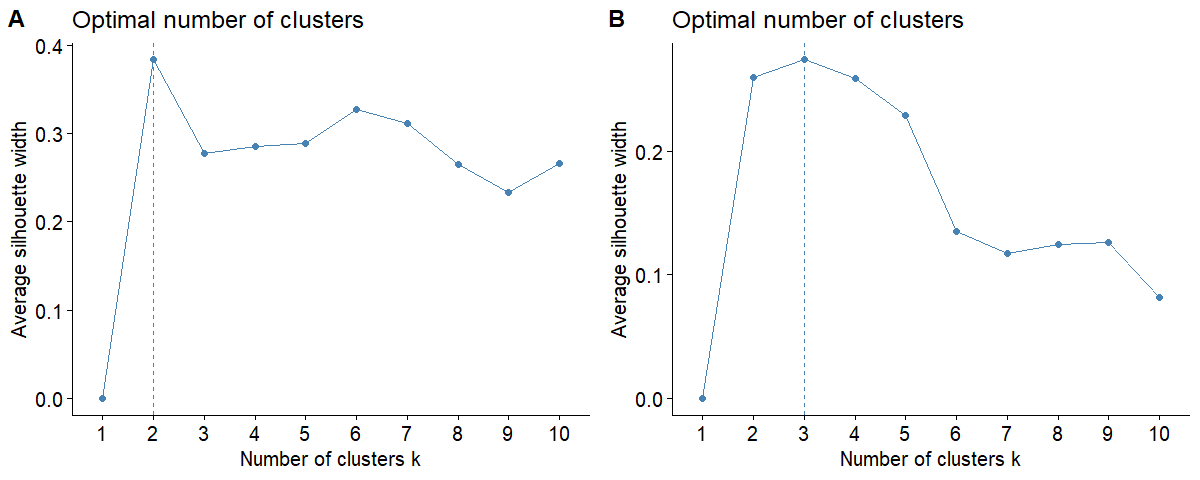 A Optimal number of clusters
Average silhouette width
0.4
0.3
0.2
0.1
0.0
1 2 3 4 5 6 7 8 9 10
Number of clusters k
B Optimal number of clusters
Average silhouette width
0.2
0.1
0.0
1 2 3 4 5 6 7 8 9 10
Number of clusters k